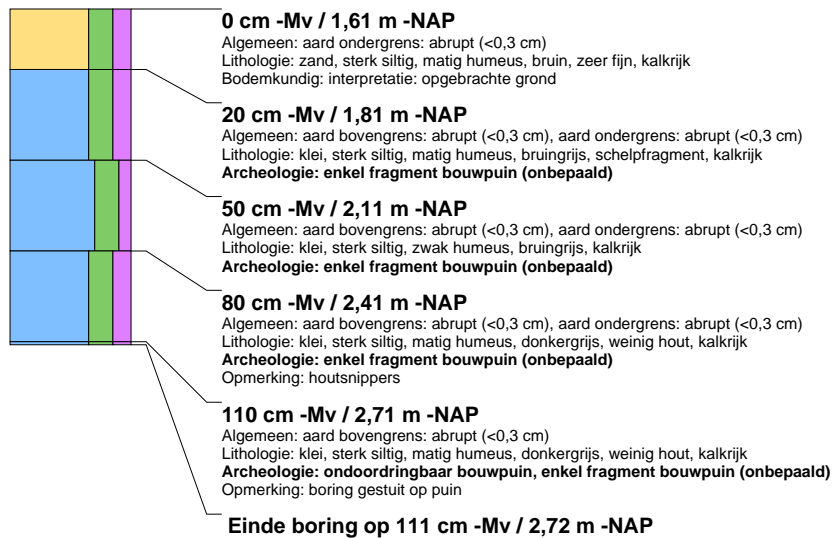 0 cm -Mv / 1,61 m -NAP
Algemeen: aard ondergrens: abrupt (<0,3 cm)
Lithologie: zand, sterk siltig, matig humeus, bruin, zeer fijn, kalkrijk
Bodemkundig: interpretatie: opgebrachte grond
20 cm -Mv / 1,81 m -NAP
Algemeen: aard bovengrens: abrupt (<0,3 cm), aard ondergrens: abrupt (<0,3 cm)
Lithologie: klei, sterk siltig, matig humeus, bruingrijs, schelpfragment, kalkrijk
Archeologie: enkel fragment bouwpuin (onbepaald)
50 cm -Mv / 2,11 m -NAP
Algemeen: aard bovengrens: abrupt (<0,3 cm), aard ondergrens: abrupt (<0,3 cm)
Lithologie: klei, sterk siltig, zwak humeus, bruingrijs, kalkrijk
Archeologie: enkel fragment bouwpuin (onbepaald)
80 cm -Mv / 2,41 m -NAP
Algemeen: aard bovengrens: abrupt (<0,3 cm), aard ondergrens: abrupt (<0,3 cm)
Lithologie: klei, sterk siltig, matig humeus, donkergrijs, weinig hout, kalkrijk
Archeologie: enkel fragment bouwpuin (onbepaald)
Opmerking: houtsnippers
110 cm -Mv / 2,71 m -NAP
Algemeen: aard bovengrens: abrupt (<0,3 cm)
Lithologie: klei, sterk siltig, matig humeus, donkergrijs, weinig hout, kalkrijk
Archeologie: ondoordringbaar bouwpuin, enkel fragment bouwpuin (onbepaald)
Opmerking: boring gestuit op puin
Einde boring op 111 cm -Mv / 2,72 m -NAP